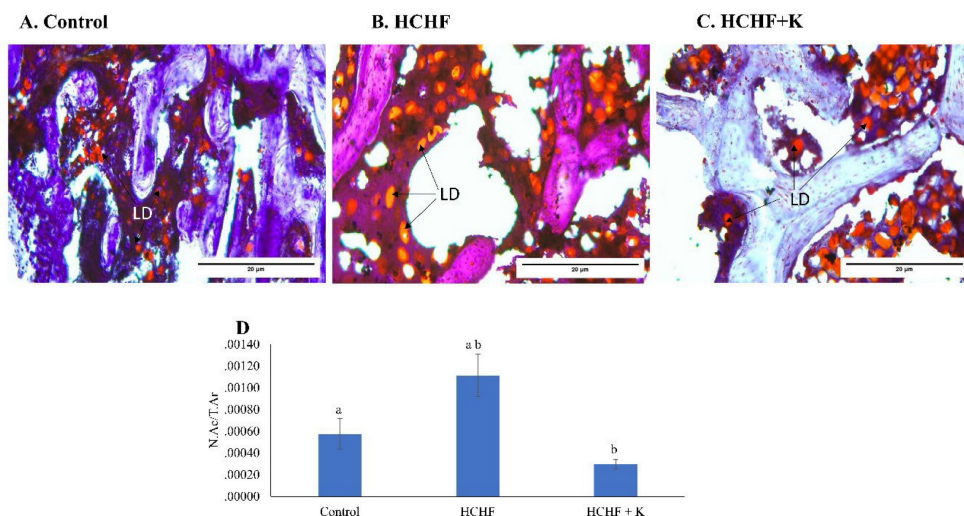 A. Control
B. HCHF
C. HCHF+K
LD
20 µm
LD
20 µm
LD
20 µm
D
.00140
.00120
.00100
.00080
.00060
.00040
.00020
.00000
N.Ac/T.Ar
a
a b
b
Control
HCHF
HCHF + K